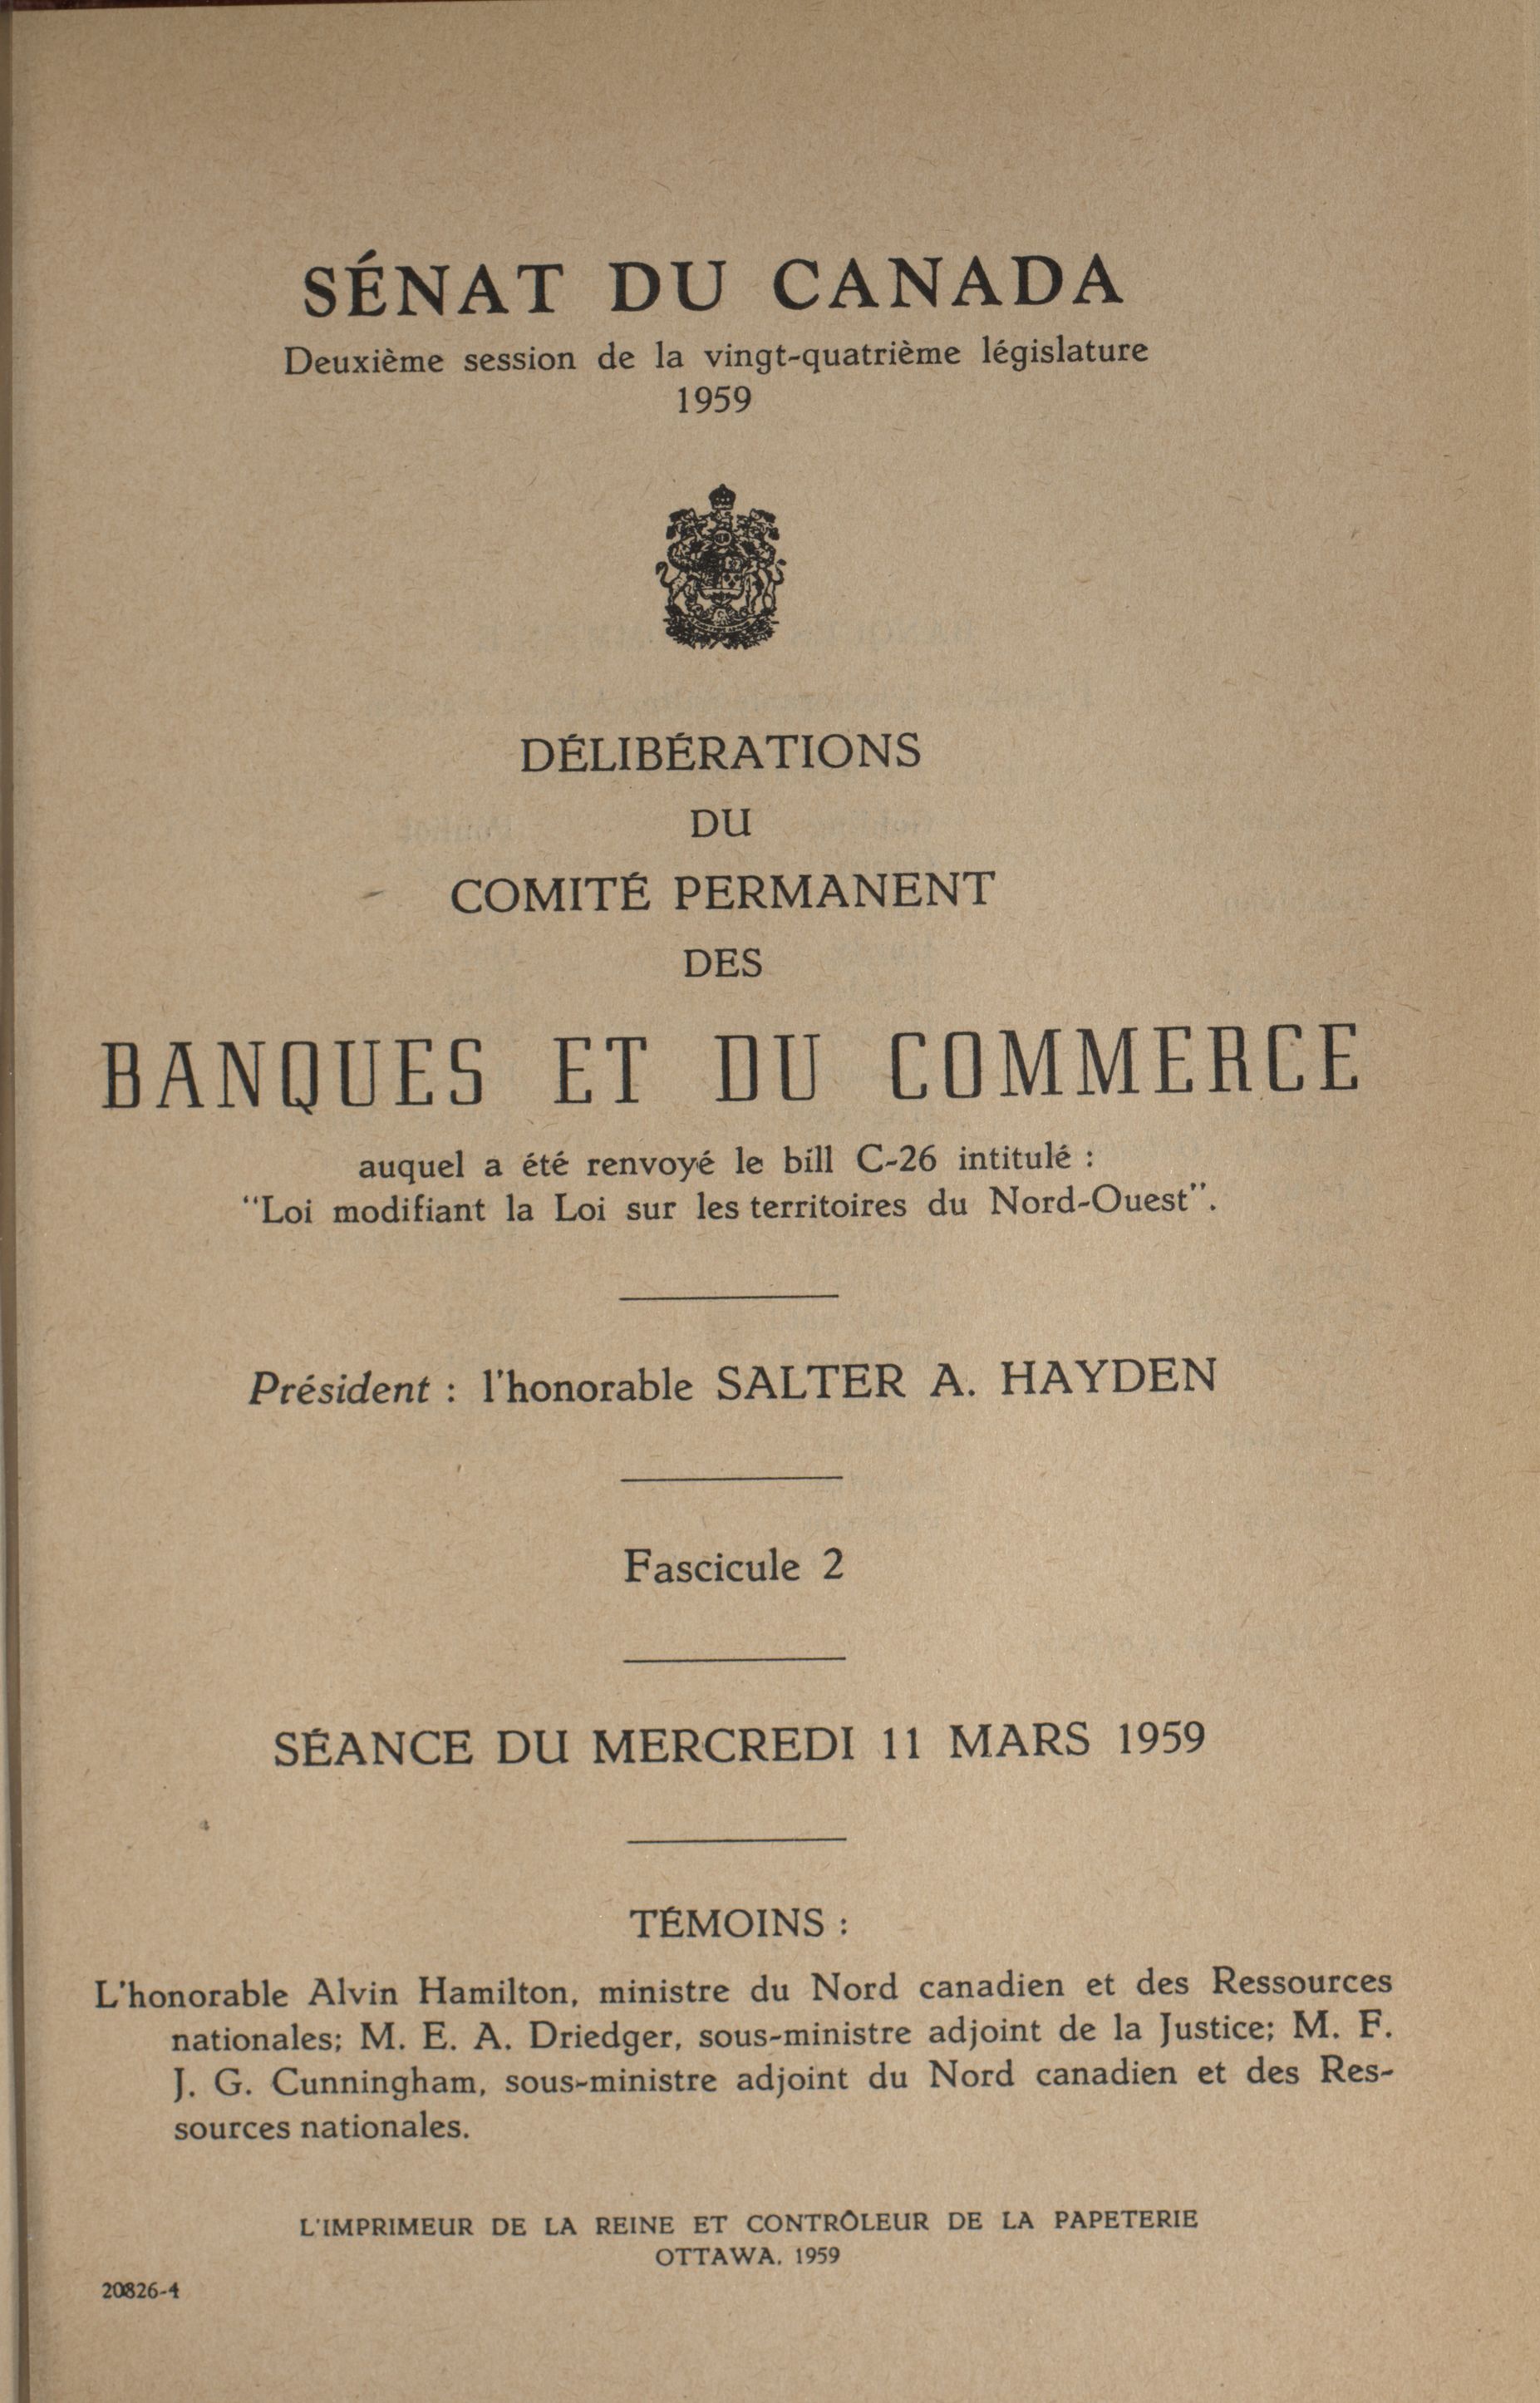 SÉNAT DU CANADA
Deuxième session de la vingt-quatrième législature
1959
DÉLIBÉRATIONS
DU
COMITÉ PERMANENT
DES
BANQUES ET DU COMMERCE
auquel a été renvoyé le bill C-26 intitulé :
"Loi modifiant la Loi sur les territoires du Nord-Ouest".
Président : l'honorable SALTER A. HAYDEN
Fascicule 2
SÉANCE DU MERCREDI 11 MARS 1959
TÉMOINS :
L'honorable Alvin Hamilton, ministre du Nord canadien et des Ressources
nationales; M. E. A. Driedger, sous-ministre adjoint de la Justice; M. F.
J. G. Cunningham, sous-ministre adjoint du Nord canadien et des Res-
sources nationales.
L'IMPRIMEUR DE LA REINE ET CONTRÔLEUR DE LA PAPETERIE
OTTAWA, 1959
20826-4